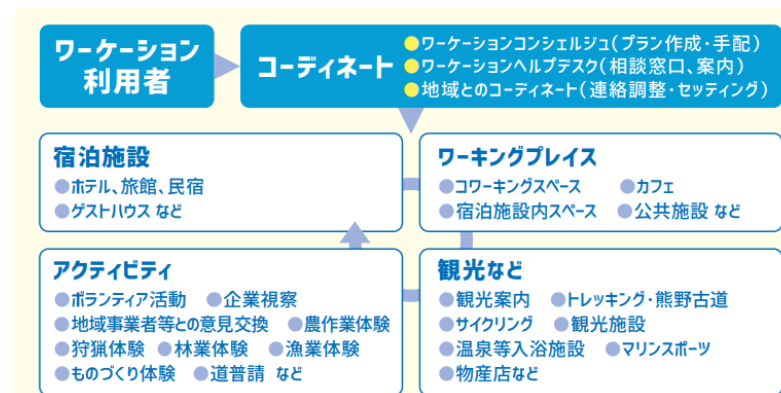 ワーケーション
利用者
コーディネート
●ワーケーションコンシェルジュ(プラン作成・手配)
●ワーケーションヘルプデスク(相談窓口、案内)
●地域とのコーディネート(連絡調整・セッティング)
宿泊施設
●ホテル、旅館、民宿
●ゲストハウス など
ワーキングプレイス
●コワーキングスペース ●カフェ
●宿泊施設内スペース ●公共施設 など
アクティビティ
●ボランティア活動 ●企業視察
●地域事業者等との意見交換 ●農作業体験
●狩猟体験 ●林業体験 ●漁業体験
●ものづくり体験 ●道普請 など
観光など
●観光案内 ●トレッキング・熊野古道
●サイクリング ●観光施設
●温泉等入浴施設 ●マリンスポーツ
●物産店など